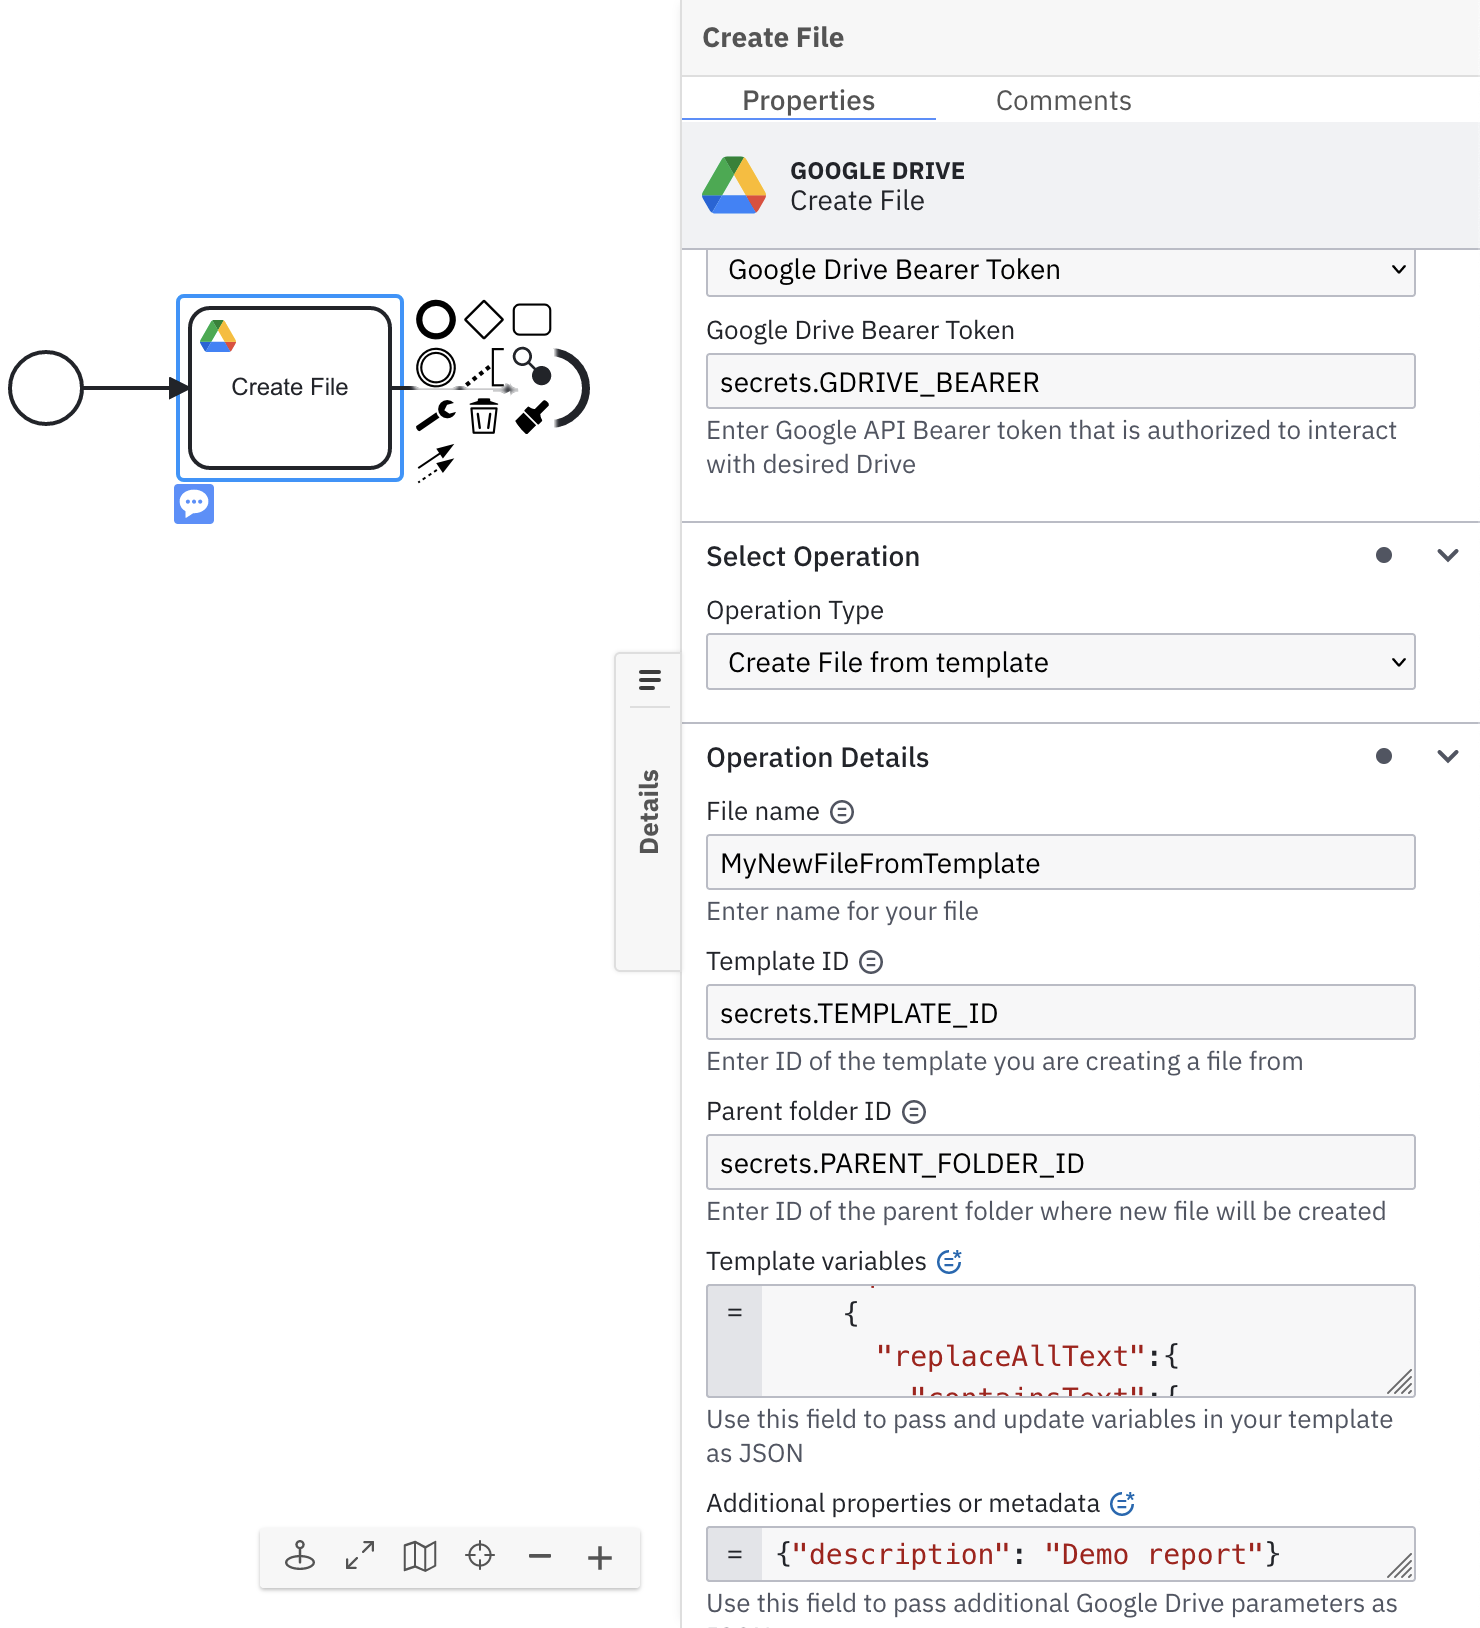 Create File
Properties
Comments
GOOGLE DRIVE
Create File
Google Drive Bearer Token
Google Drive Bearer Token
secrets.GDRIVE_BEARER
Enter Google API Bearer token that is authorized to interact
with desired Drive
Create File
Select Operation
Operation Type
Create File from template
Details
Operation Details
File name
MyNewFileFromTemplate
Enter name for your file
Template ID
secrets.TEMPLATE_ID
Enter ID of the template you are creating a file from
Parent folder ID
secrets.PARENT_FOLDER_ID
Enter ID of the parent folder where new file will be created
Template variables
= {
"replaceAllText":{
"containsText":{
Use this field to pass and update variables in your template
as JSON
Additional properties or metadata
= {"description": "Demo report"}
Use this field to pass additional Google Drive parameters as